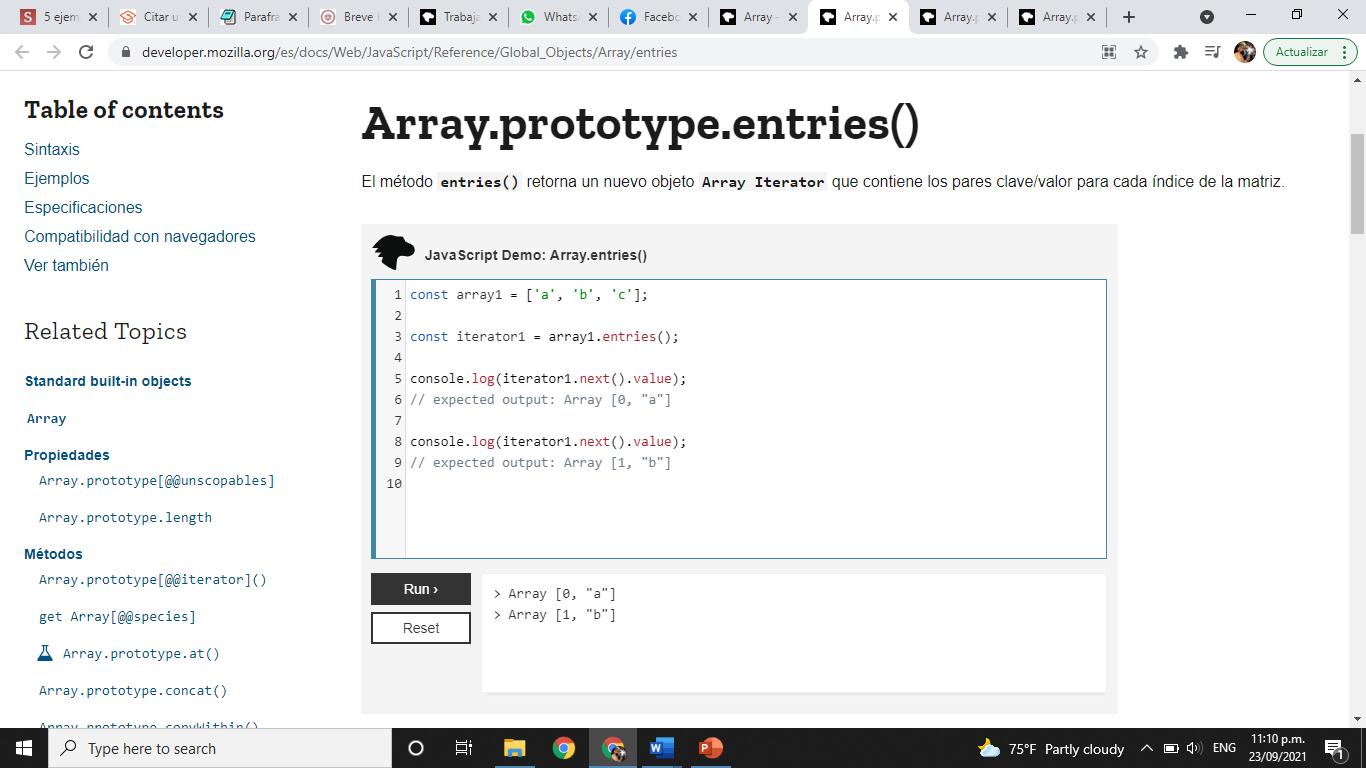 5 ejem
Citar u
Parafra
Breve
Trabaja
Whats
Facebo
Array -
Array.p
Array.p
Array.p
developer.mozilla.org/es/docs/Web/JavaScript/Reference/Global_Objects/Array/entries
Actualizar
Table of contents
Sintaxis
Ejemplos
Especificaciones
Compatibilidad con navegadores
Ver también
Related Topics
Standard built-in objects
Array
Propiedades
Array.prototype[@@unscopables]
Array.prototype.length
Métodos
Array.prototype[@@iterator]()
get Array[@@species]
Array.prototype.at()
Array.prototype.concat()
Array.prototype.copyWithin()
Array.prototype.entries()
El método entries() retorna un nuevo objeto Array Iterator que contiene los pares clave/valor para cada índice de la matriz.
JavaScript Demo: Array.entries()
1 const array1 = ['a', 'b', 'c'];
2
3 const iterator1 = array1.entries();
4
5 console.log(iterator1.next().value);
6 // expected output: Array [0, "a"]
7
8 console.log(iterator1.next().value);
9 // expected output: Array [1, "b"]
10
Run ›
Reset
> Array [0, "a"]
> Array [1, "b"]
Type here to search
75°F Partly cloudy
ENG
11:10 p.m.
23/09/2021
1